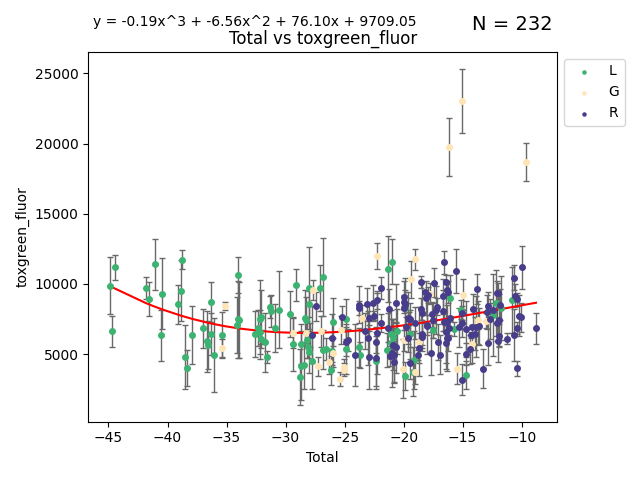 y = -0.19x^3 + -6.56x^2 + 76.10x + 9709.05
N = 232
Total vs toxgreen_fluor
25000
20000
15000
10000
5000
toxgreen_fluor
L
G
R
−45 −40 −35 −30 −25 −20 −15 −10
Total